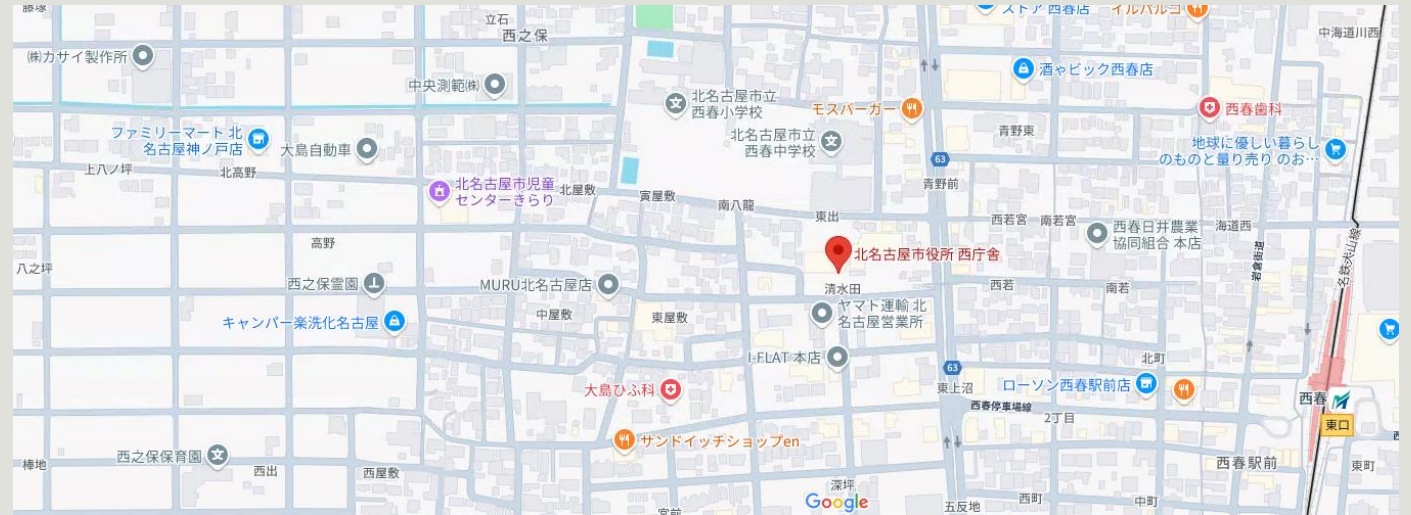 藤塚
立石
西之保
ストア 西春店
イルパルコ
中海道川西
㈱カサイ製作所
中央測範㈱
酒ゃビック西春店
北名古屋市立
西春小学校
モスバーガー
西春歯科
ファミリーマート 北
名古屋神ノ戸店
大島自動車
北名古屋市立
西春中学校
青野東
地球に優しい暮らし
のものと量り売り のお…
63
上八ノ坪
北高野
北名古屋市児童
センターきらり
北屋敷
寅屋敷
南八龍
東出
青野前
西若宮
南若宮
西春日井農業
協同組合 本店
海道西
高野
北名古屋市役所 西庁舎
岩倉街道
名鉄犬山線
八之坪
西之保霊園
MURU北名古屋店
清水田
西若
南若
キャンパー楽洗化名古屋
中屋敷
東屋敷
ヤマト運輸 北
名古屋営業所
I-FLAT 本店
北町
63
大島ひふ科
東上沼
ローソン西春駅前店
西春停車場線
2丁目
西春
東口
サンドイッチショップen
西之保保育園
棒地
西出
西屋敷
西春駅前
東町
深坪
Google
五反地
西町
中町
宮前